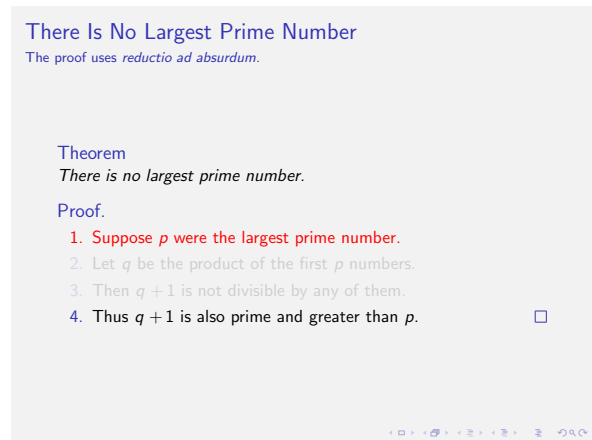 There Is No Largest Prime Number
The proof uses reductio ad absurdum.
Theorem
There is no largest prime number.
Proof.
1. Suppose p were the largest prime number.
2. Let q be the product of the first p numbers.
3. Then q + 1 is not divisible by any of them.
4. Thus q + 1 is also prime and greater than p.